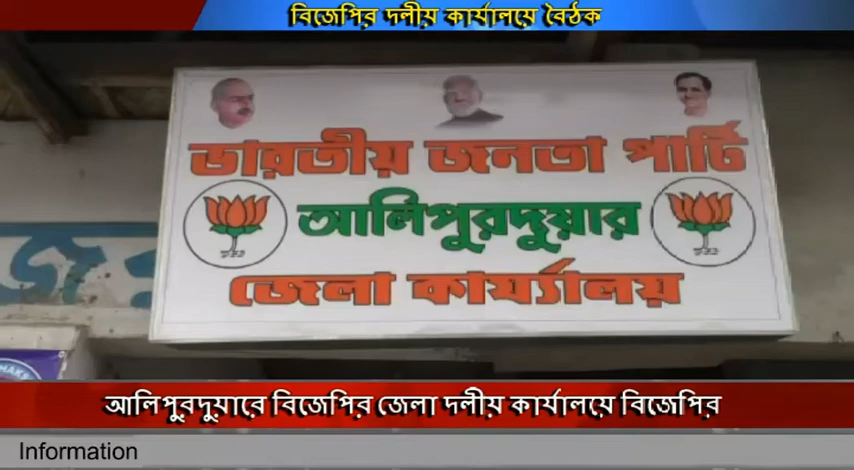 বিজেপির দলীয় কার্যালয়ে বৈঠক
ভারতীয় জনতা পার্টি
আলিপুরদুয়ার
জেলা কার্য্যালয়
আলিপুরদুয়ারে বিজেপির জেলা দলীয় কার্যালয়ে বিজেপির
Information